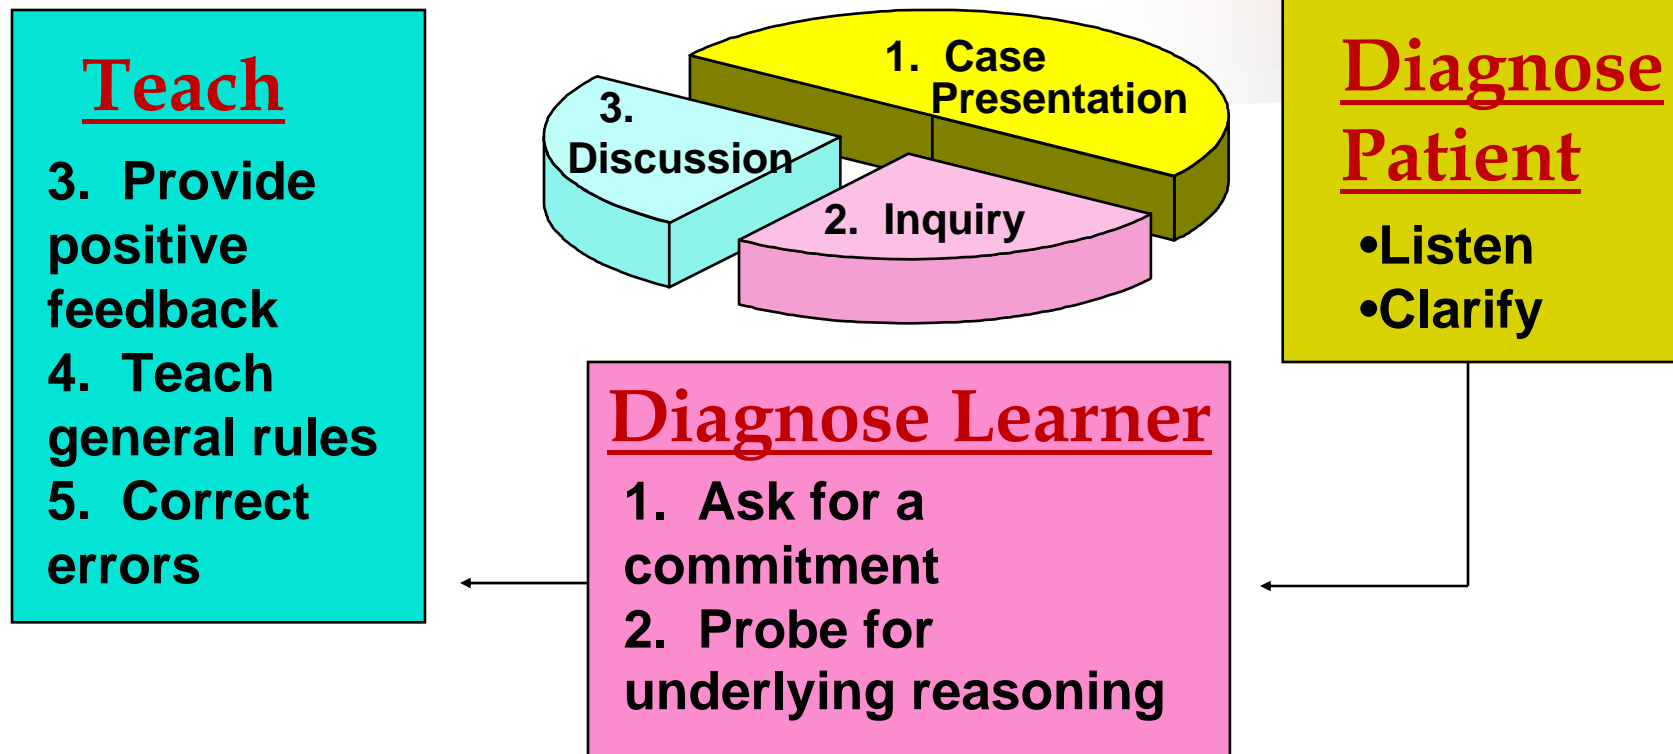 Teach
3. Provide
positive
feedback
4. Teach
general rules
5. Correct
errors
1. Case
Presentation
3.
Discussion
2. Inquiry
Diagnose
Patient
•Listen
•Clarify
Diagnose Learner
1. Ask for a
commitment
2. Probe for
underlying reasoning